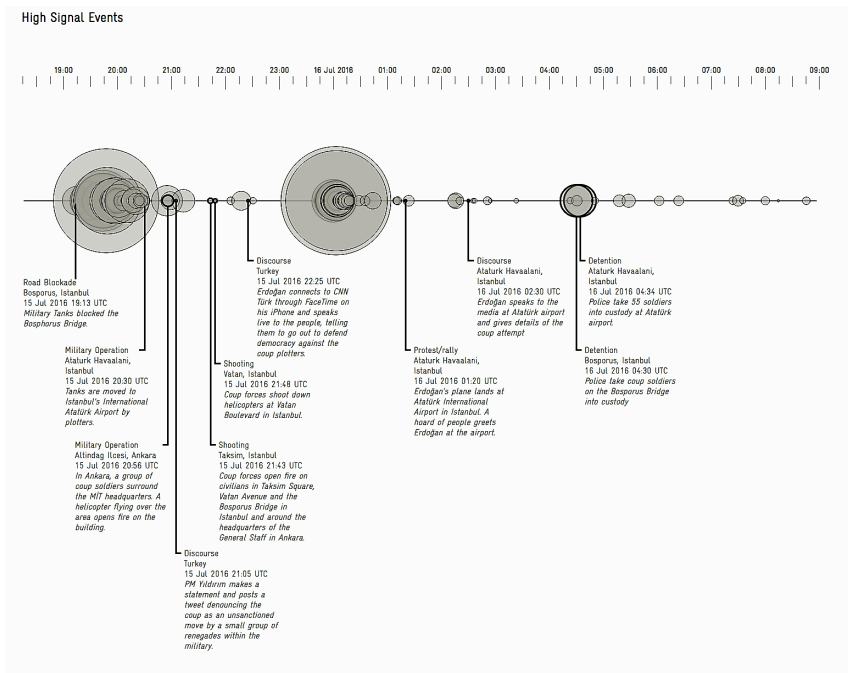 High Signal Events
19:00 20:00 21:00 22:00 23:00 16 Jul 2016 01:00 02:00 03:00 04:00 05:00 06:00 07:00 08:00 09:00
Road Blockade
Bosporus, Istanbul
15 Jul 2016 19:13 UTC
Military Tanks blocked the
Bosphorus Bridge.
Military Operation
Ataturk Havaalani,
Istanbul
15 Jul 2016 20:30 UTC
Tanks are moved to
Istanbul's International
Atatürk Airport by
plotters.
Military Operation
Altindag Ilcesi, Ankara
15 Jul 2016 20:56 UTC
In Ankara, a group of
coup soldiers surround
the MİT headquarters. A
helicopter flying over the
area opens fire on the
building.
Discourse
Turkey
15 Jul 2016 21:05 UTC
PM Yıldırım makes a
statement and posts a
tweet denouncing the
coup as an unsanctioned
move by a small group of
renegades within the
military.
Shooting
Taksim, Istanbul
15 Jul 2016 21:43 UTC
Coup forces open fire on
civilians in Taksim Square,
Vatan Avenue and the
Bosporus Bridge in
Istanbul and around the
headquarters of the
General Staff in Ankara.
Shooting
Vatan, Istanbul
15 Jul 2016 21:48 UTC
Coup forces shoot down
helicopters at Vatan
Boulevard in Istanbul.
Discourse
Turkey
15 Jul 2016 22:25 UTC
Erdoğan connects to CNN
Türk through FaceTime on
his iPhone and speaks
live to the people, telling
them to go out to defend
democracy against the
coup plotters.
Protest/rally
Ataturk Havaalani,
Istanbul
16 Jul 2016 01:20 UTC
Erdoğan's plane lands at
Atatürk International
Airport in Istanbul. A
hoard of people greets
Erdoğan at the airport.
Discourse
Ataturk Havaalani,
Istanbul
16 Jul 2016 02:30 UTC
Erdoğan speaks to the
media at Atatürk airport
and gives details of the
coup attempt
Detention
Ataturk Havaalani,
Istanbul
16 Jul 2016 04:34 UTC
Police take 55 soldiers
into custody at Atatürk
airport.
Detention
Bosporus, Istanbul
16 Jul 2016 04:30 UTC
Police take coup soldiers
on the Bosporus Bridge
into custody